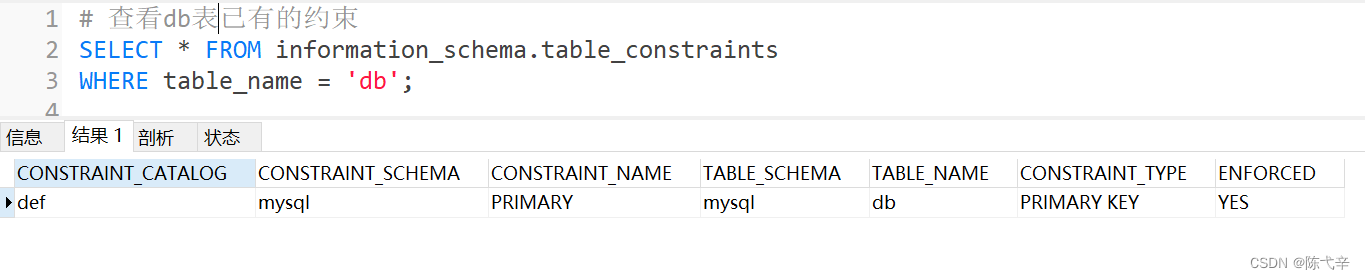 1 # 查看db表已有的约束
2 SELECT * FROM information_schema.table_constraints
3 WHERE table_name = 'db';
4
信息 结果 1 剖析 状态
CONSTRAINT_CATALOG CONSTRAINT_SCHEMA CONSTRAINT_NAME TABLE_SCHEMA TABLE_NAME CONSTRAINT_TYPE ENFORCED
def mysql PRIMARY mysql db PRIMARY KEY YES
CSDN @陈弋辛